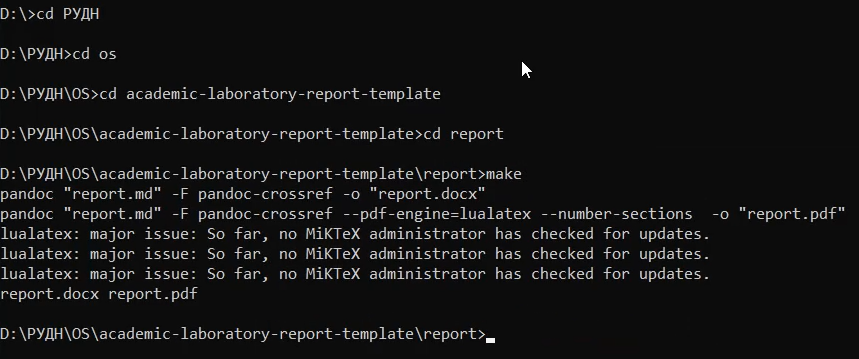 D:\>cd РУДН
D:\РУДН>cd os
D:\РУДН\OS>cd academic-laboratory-report-template
D:\РУДН\OS\academic-laboratory-report-template>cd report
D:\РУДН\OS\academic-laboratory-report-template\report>make
pandoc "report.md" -F pandoc-crossref -o "report.docx"
pandoc "report.md" -F pandoc-crossref --pdf-engine=lualatex --number-sections  -o "report.pdf"
lualatex: major issue: So far, no MiKTeX administrator has checked for updates.
lualatex: major issue: So far, no MiKTeX administrator has checked for updates.
lualatex: major issue: So far, no MiKTeX administrator has checked for updates.
report.docx report.pdf
D:\РУДН\OS\academic-laboratory-report-template\report>